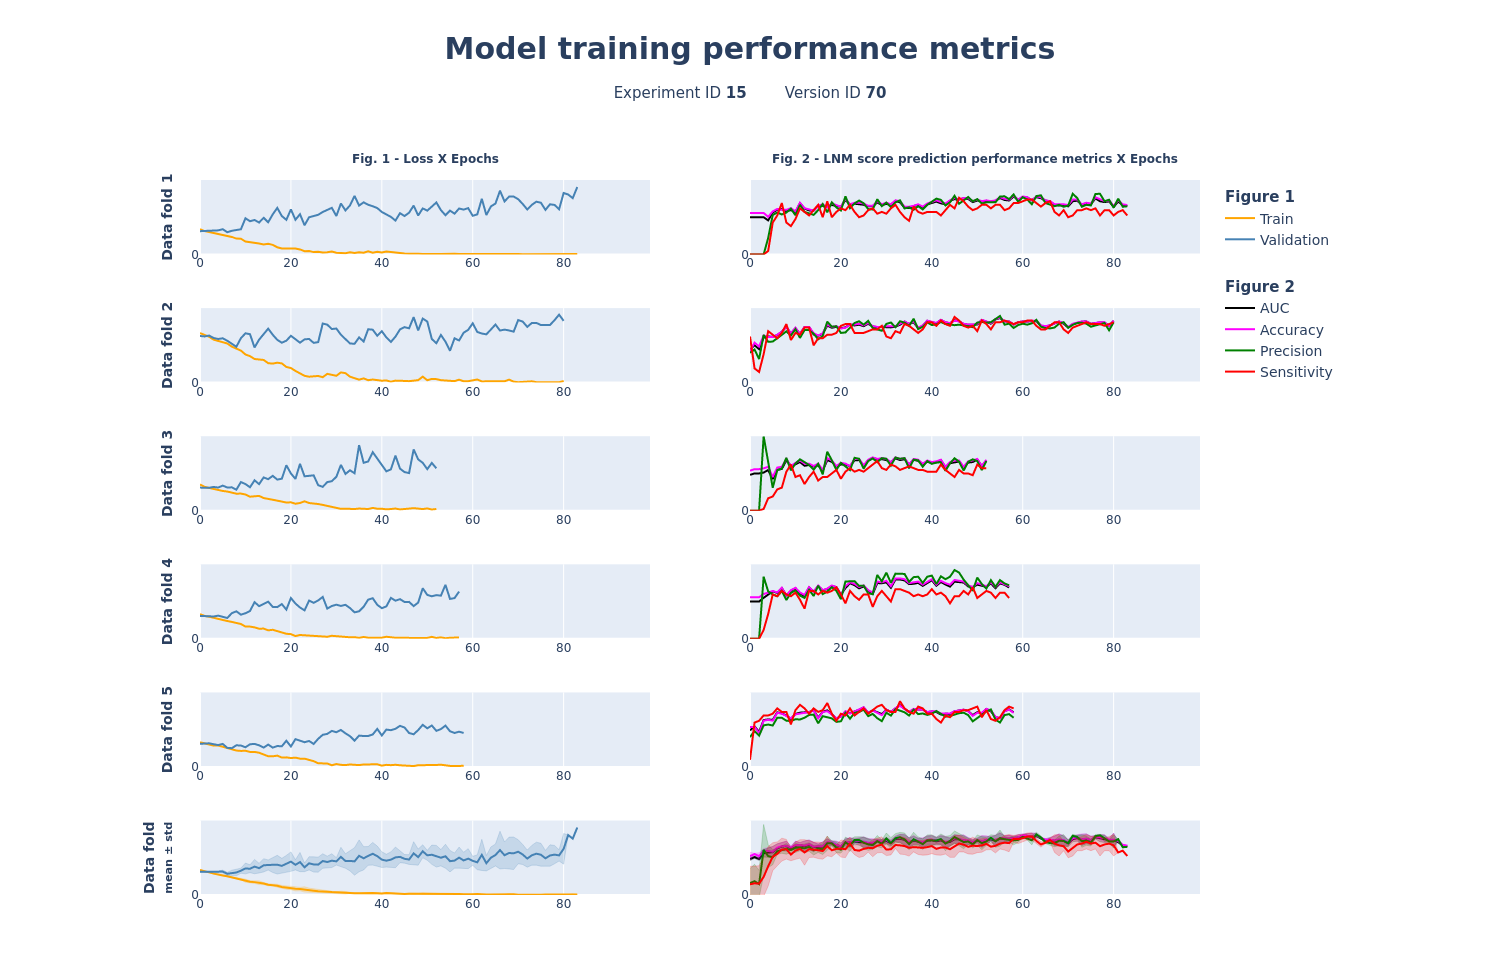 Model training performance metrics
Experiment ID 15 Version ID 70
Fig. 1 - Loss X Epochs
Fig. 2 - LNM score prediction performance metrics X Epochs
Data fold 1
0
0 20 40 60 80
0
0 20 40 60 80
Figure 1
Train
Validation
Figure 2
AUC
Accuracy
Precision
Sensitivity
Data fold 2
0
0 20 40 60 80
0
0 20 40 60 80
Data fold 3
0
0 20 40 60 80
0
0 20 40 60 80
Data fold 4
0
0 20 40 60 80
0
0 20 40 60 80
Data fold 5
0
0 20 40 60 80
0
0 20 40 60 80
Data fold
mean ± std
0
0 20 40 60 80
0
0 20 40 60 80